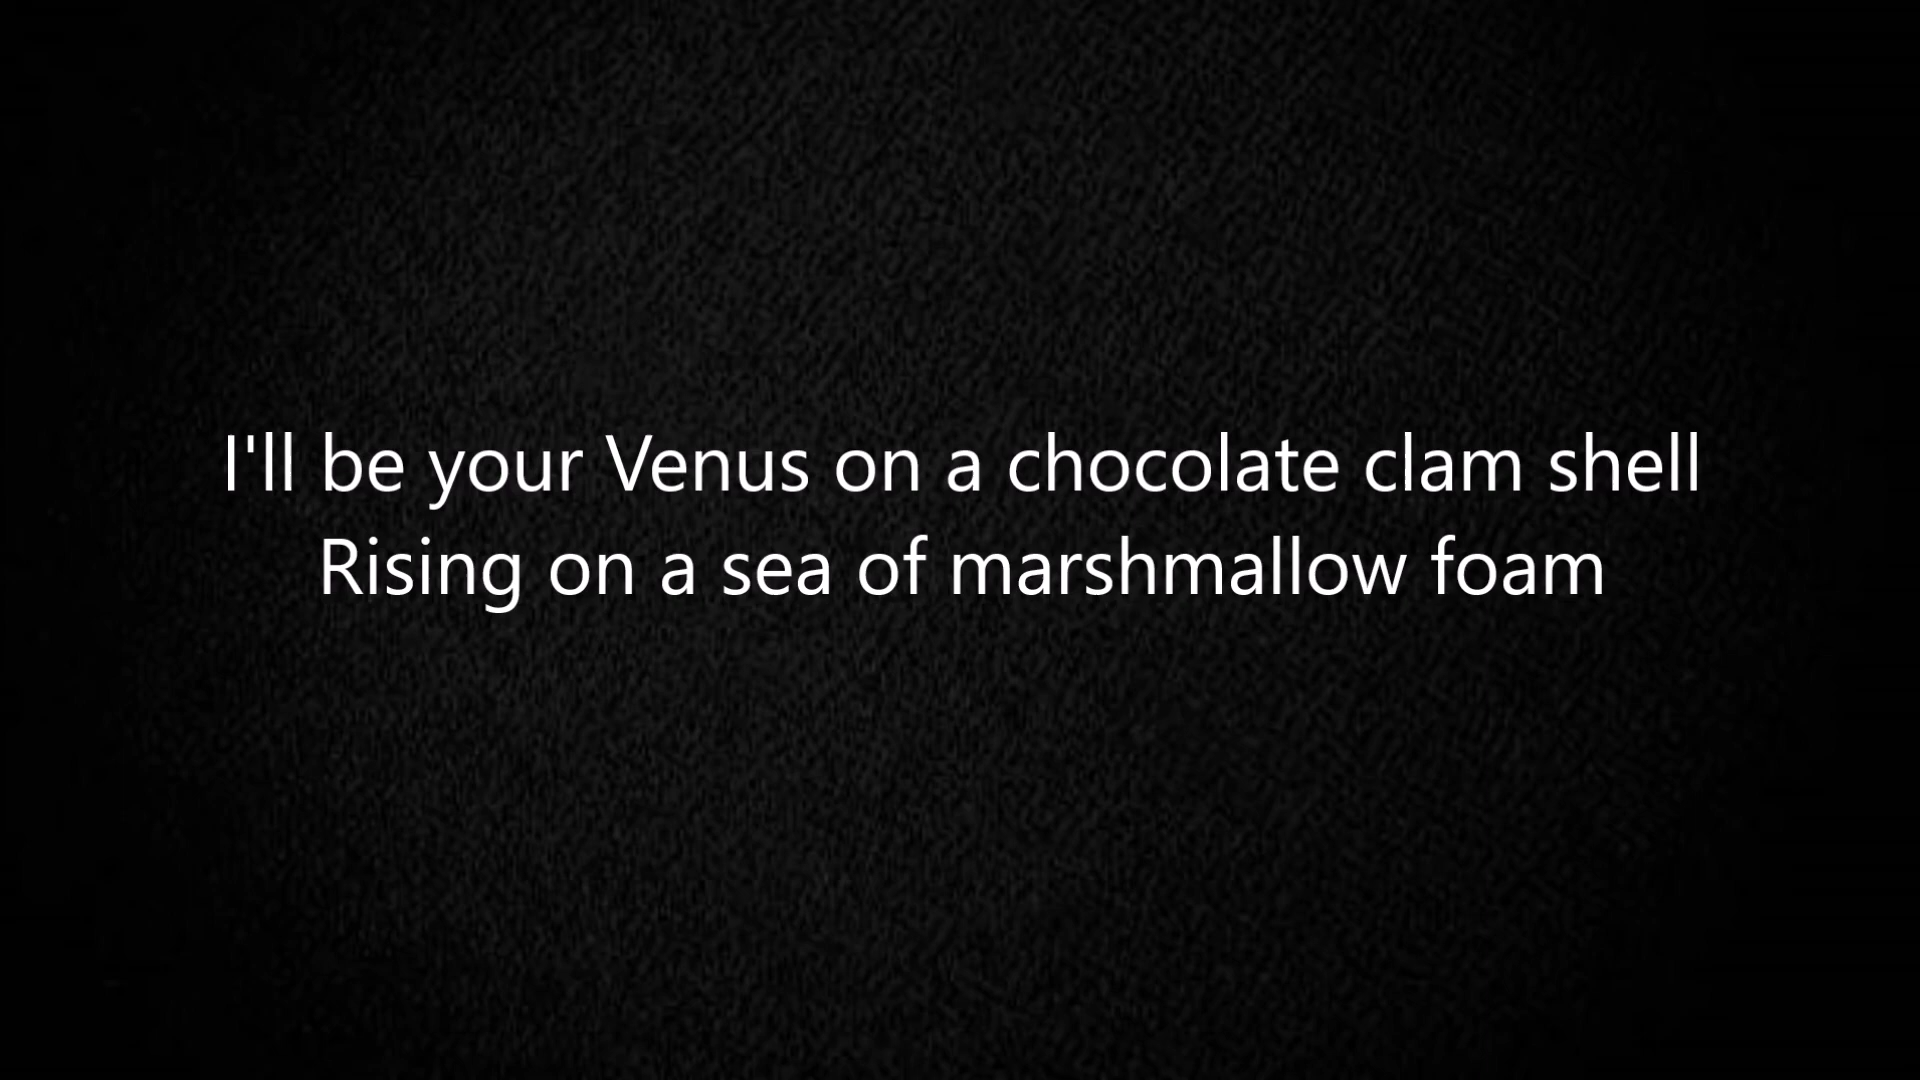 I'll be your Venus on a chocolate clam shell
Rising on a sea of marshmallow foam